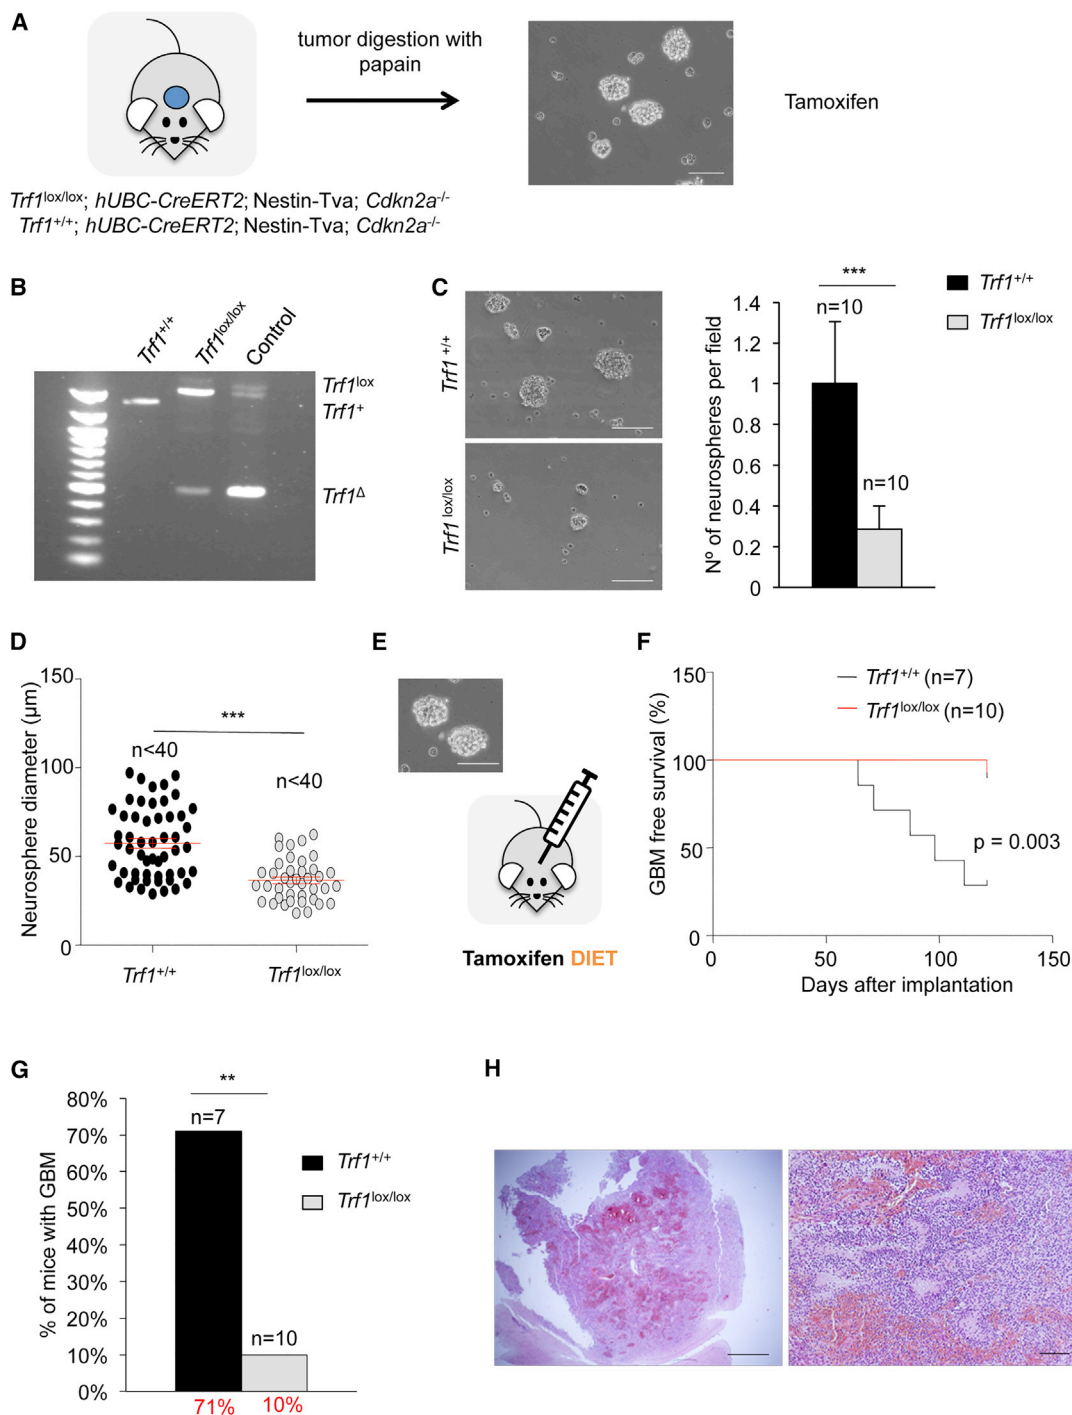 A
tumor digestion with
papain
Tamoxifen
Trf1lox/lox; hUBC-CreERT2; Nestin-Tva; Cdkn2a-/-
Trf1+/+; hUBC-CreERT2; Nestin-Tva; Cdkn2a-/-
B
Trf1+/+
Trf1lox/lox
Control
Trf1lox
Trf1+
Trf1Δ
C
Trf1 +/+
Trf1 lox/lox
Nº of neurospheres per field
1.4
1.2
1
0.8
0.6
0.4
0.2
0
***
n=10
n=10
Trf1+/+
Trf1lox/lox
D
Neurosphere diameter (μm)
150
100
50
0
***
n<40
n<40
Trf1+/+
Trf1lox/lox
E
Tamoxifen DIET
F
GBM free survival (%)
150
100
50
0
Trf1+/+ (n=7)
Trf1lox/lox (n=10)
p = 0.003
0
50
100
150
Days after implantation
G
% of mice with GBM
80%
70%
60%
50%
40%
30%
20%
10%
0%
**
n=7
n=10
71%
10%
Trf1+/+
Trf1lox/lox
H